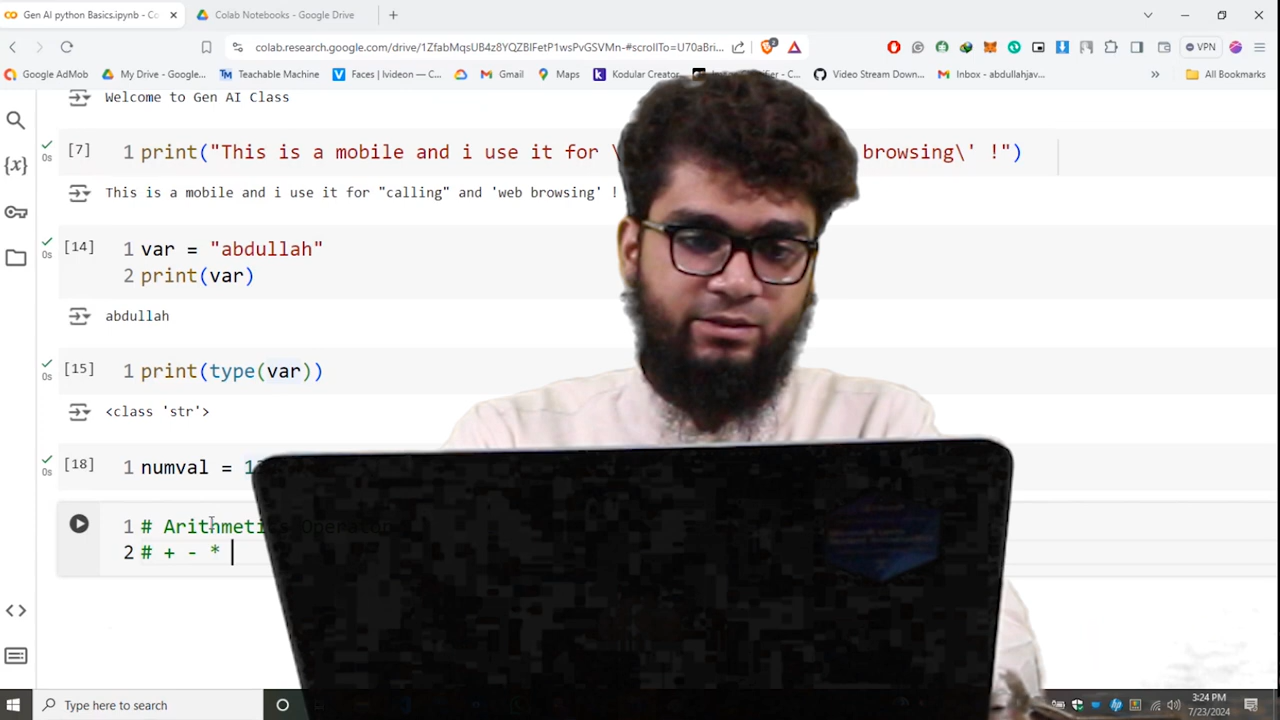 Gen AI python Basics.ipynb - Co
Colab Notebooks - Google Drive
colab.research.google.com/drive/1ZfabMqsUB4z8YQZBIFetP1wsPvGSVMn-#scrollTo=U70aBri...
2
VPN
Google AdMob
My Drive - Google...
Teachable Machine
Faces | Ivideon — C...
Gmail
Maps
Kodular Creator
Video Stream Down...
Inbox - abdullahjav...
All Bookmarks
Welcome to Gen AI Class
0s [7] 1 print("This is a mobile and i use it for \ browsing\' !")
This is a mobile and i use it for "calling" and 'web browsing' !
0s [14] 1 var = "abdullah"
2 print(var)
abdullah
0s [15] 1 print(type(var))
<class 'str'>
0s [18] 1 numval = 1
1 # Arithmetics Operator
2 # + - *
Type here to search
3:24 PM
7/23/2024